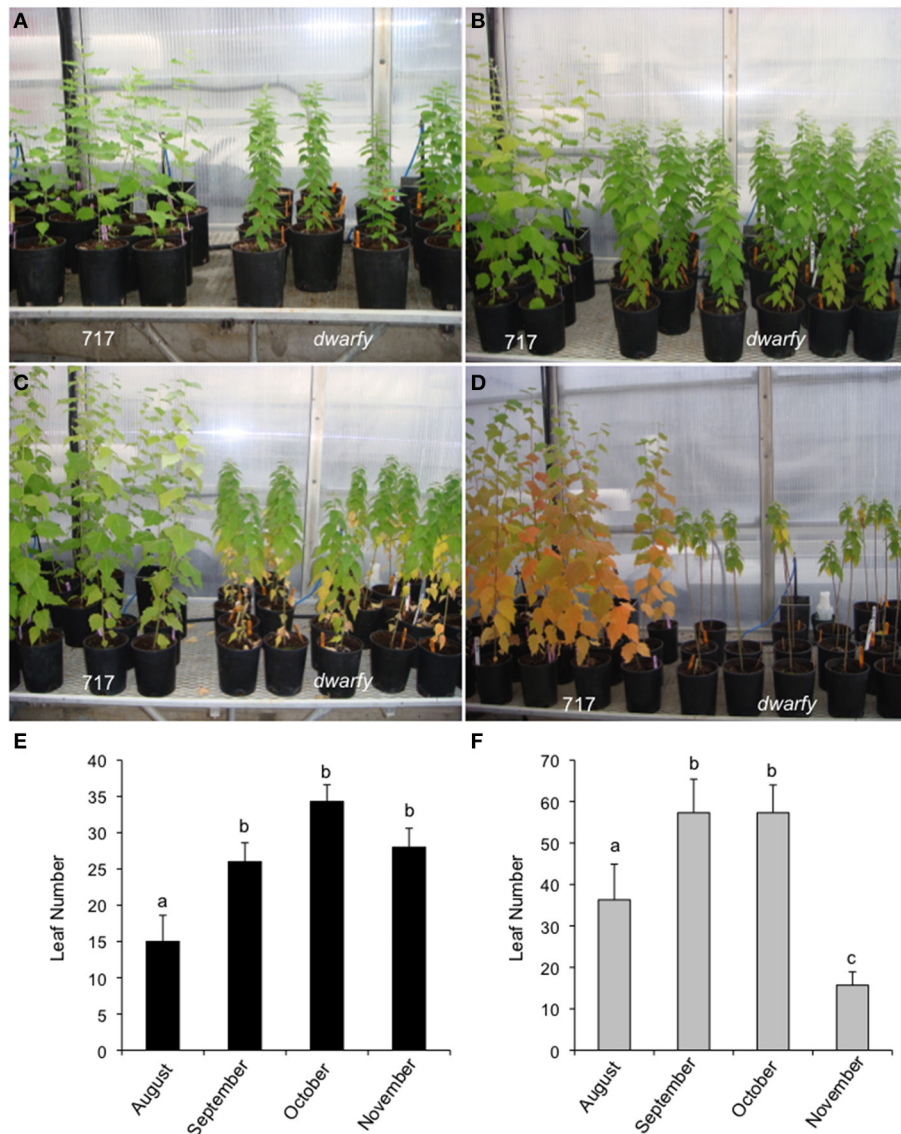 A
717
dwarfy
B
717
dwarfy
C
717
dwarfy
D
717
dwarfy
E
40
35
30
25
20
15
10
5
0
Leaf Number
a
b
b
b
August
September
October
November
F
70
60
50
40
30
20
10
0
Leaf Number
a
b
b
c
August
September
October
November